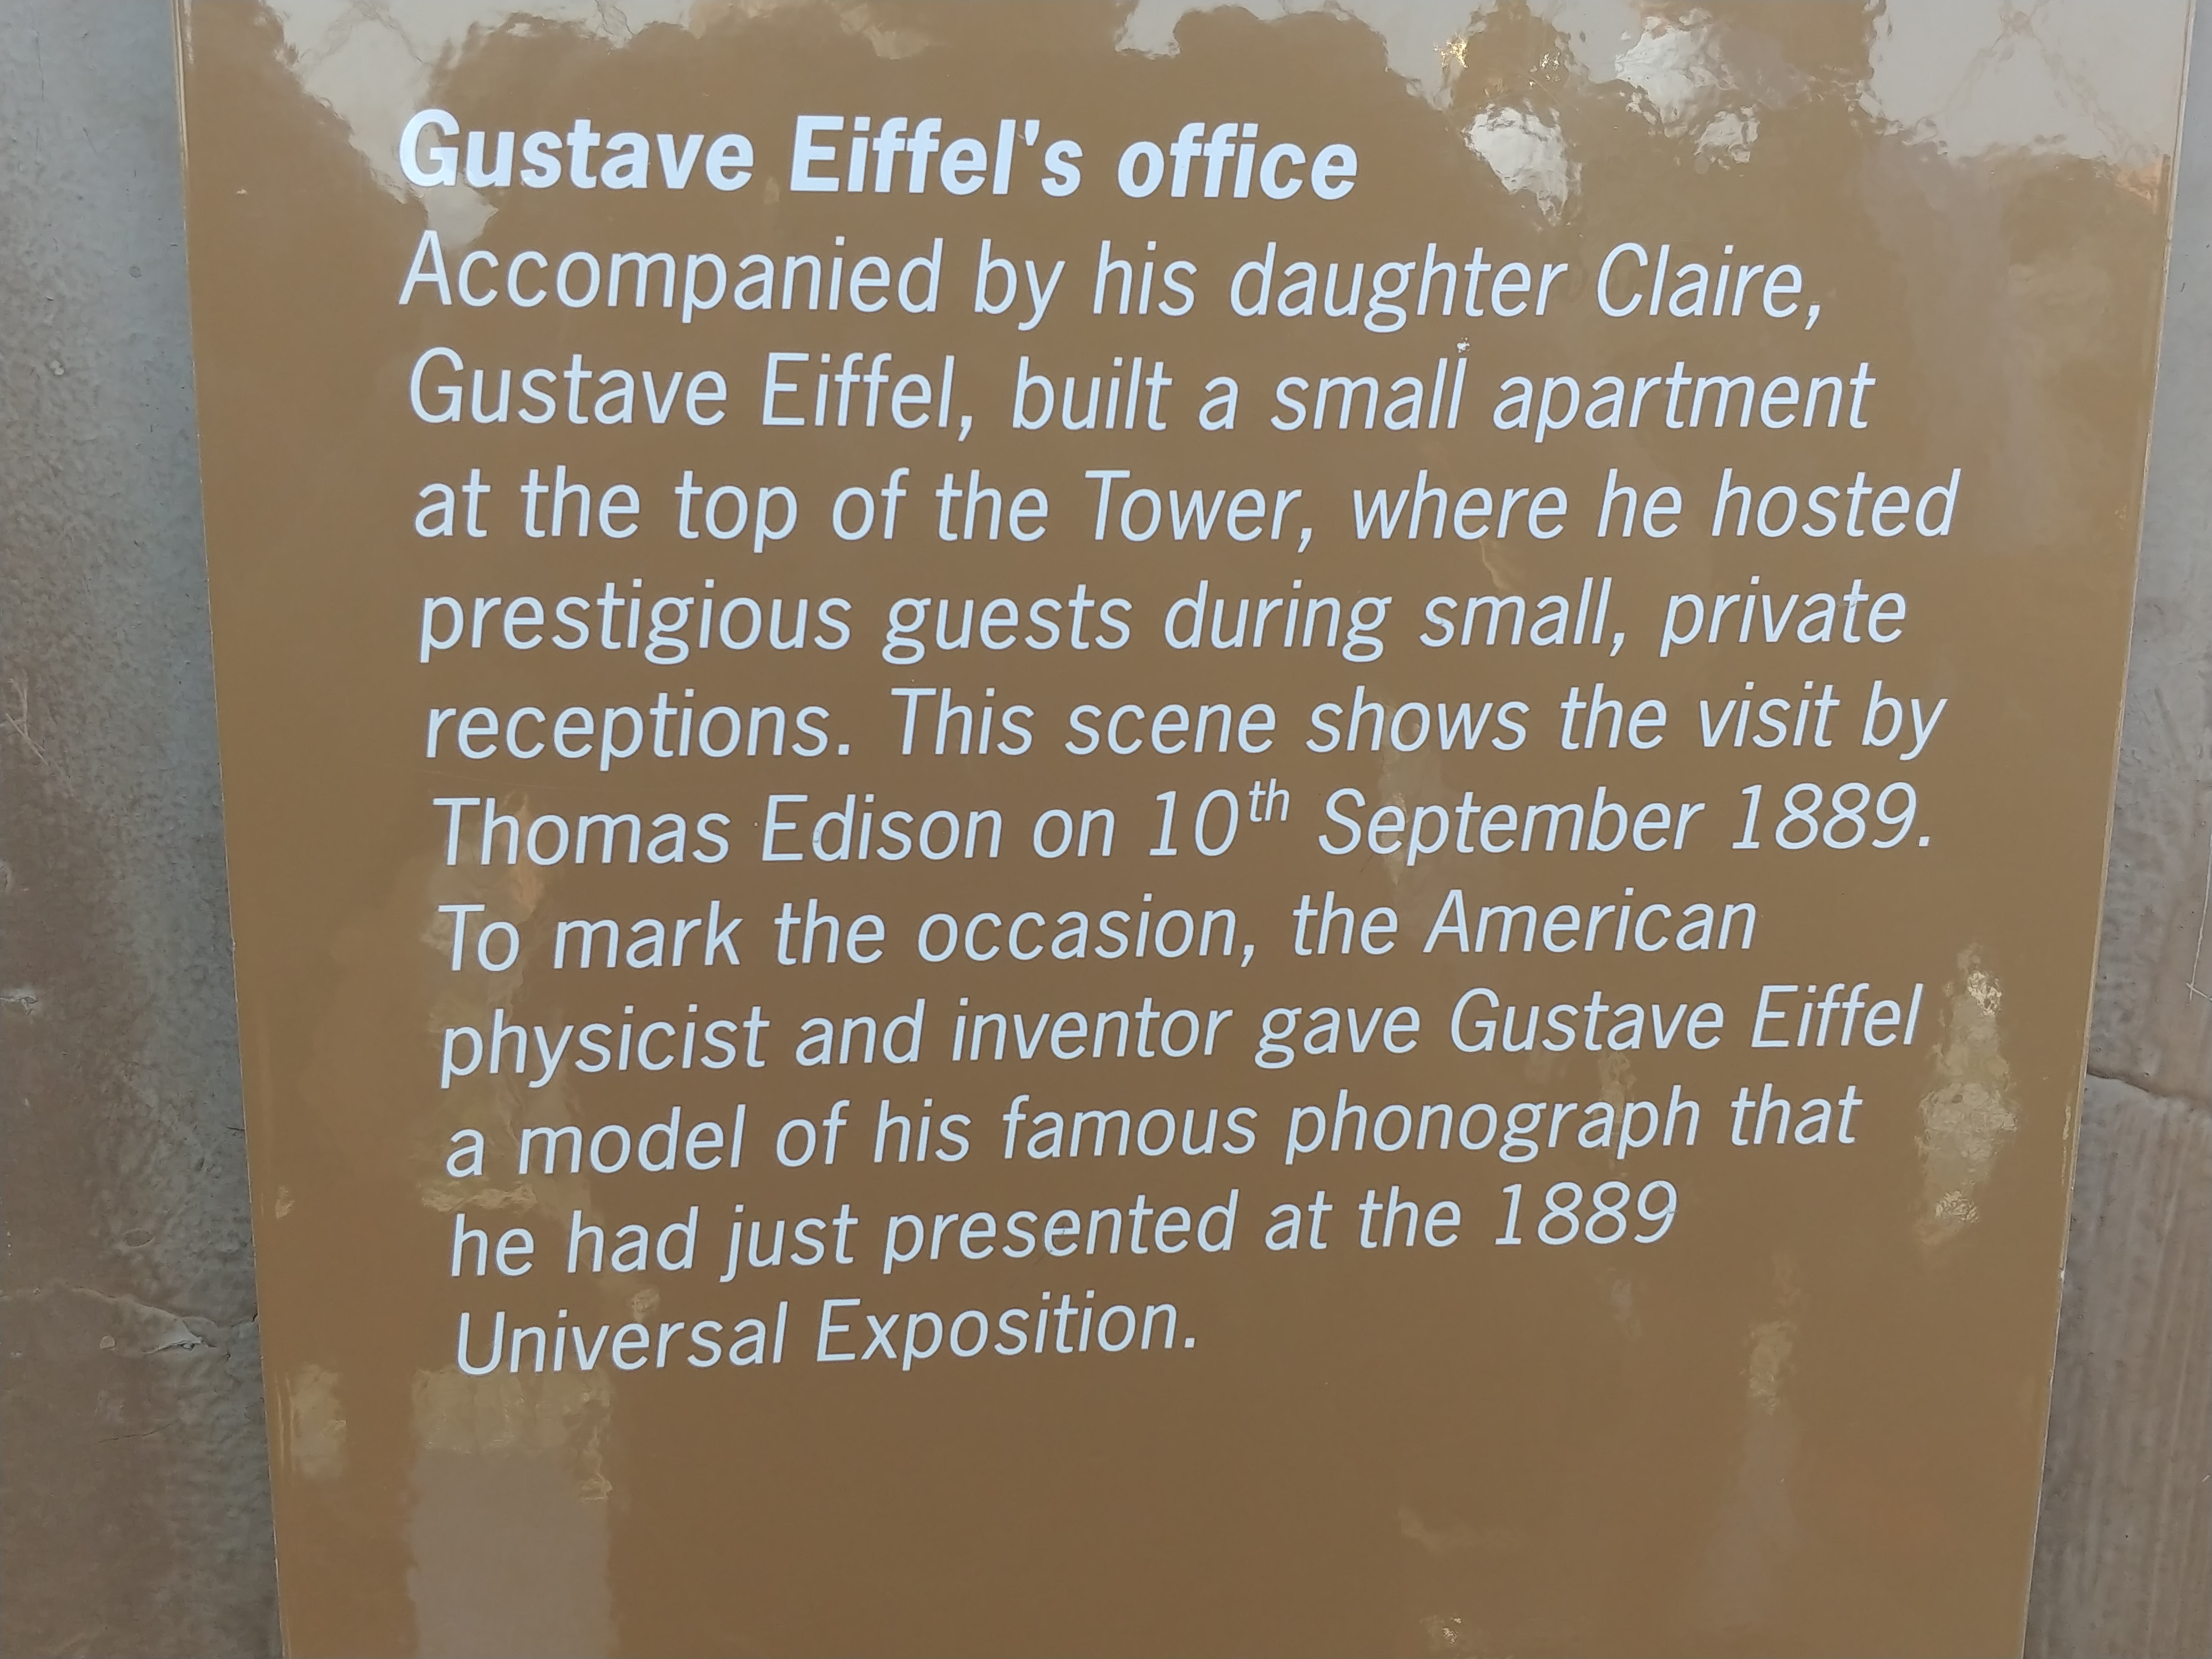 Gustave Eiffel's office
Accompanied by his daughter Claire,
Gustave Eiffel, built a small apartment
at the top of the Tower, where he hosted
prestigious guests during small, private
receptions. This scene shows the visit by
Thomas Edison on 10th September 1889.
To mark the occasion, the American
physicist and inventor gave Gustave Eiffel
a model of his famous phonograph that
he had just presented at the 1889
Universal Exposition.